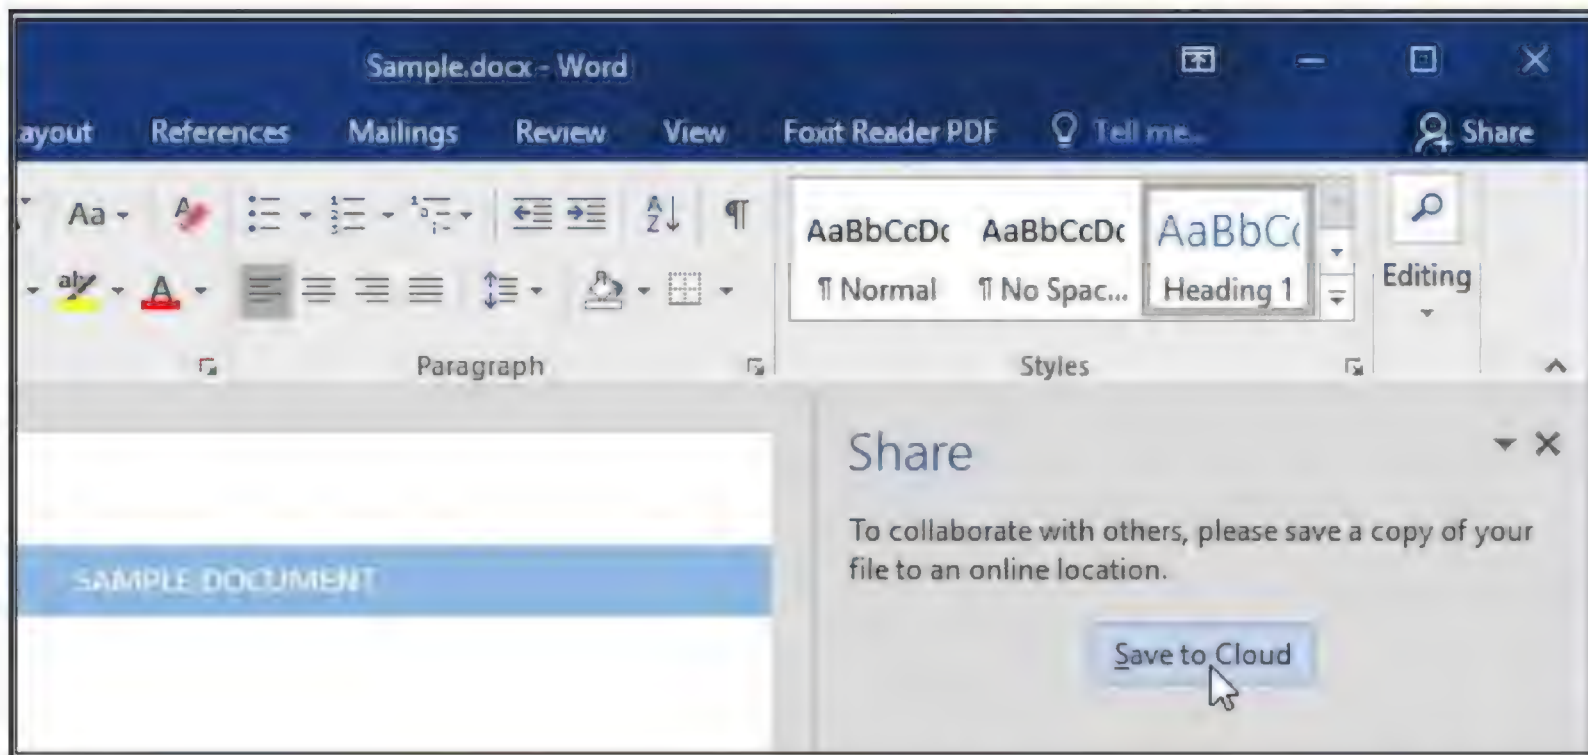 Sample.docx - Word
ayout References Mailings Review View Foxit Reader PDF Tell me... Share
Aa
AaBbCcDc AaBbCcDc AaBbC
¶ Normal ¶ No Spac... Heading 1
Editing
Paragraph Styles
Share
To collaborate with others, please save a copy of your
file to an online location.
SAMPLE DOCUMENT
Save to Cloud